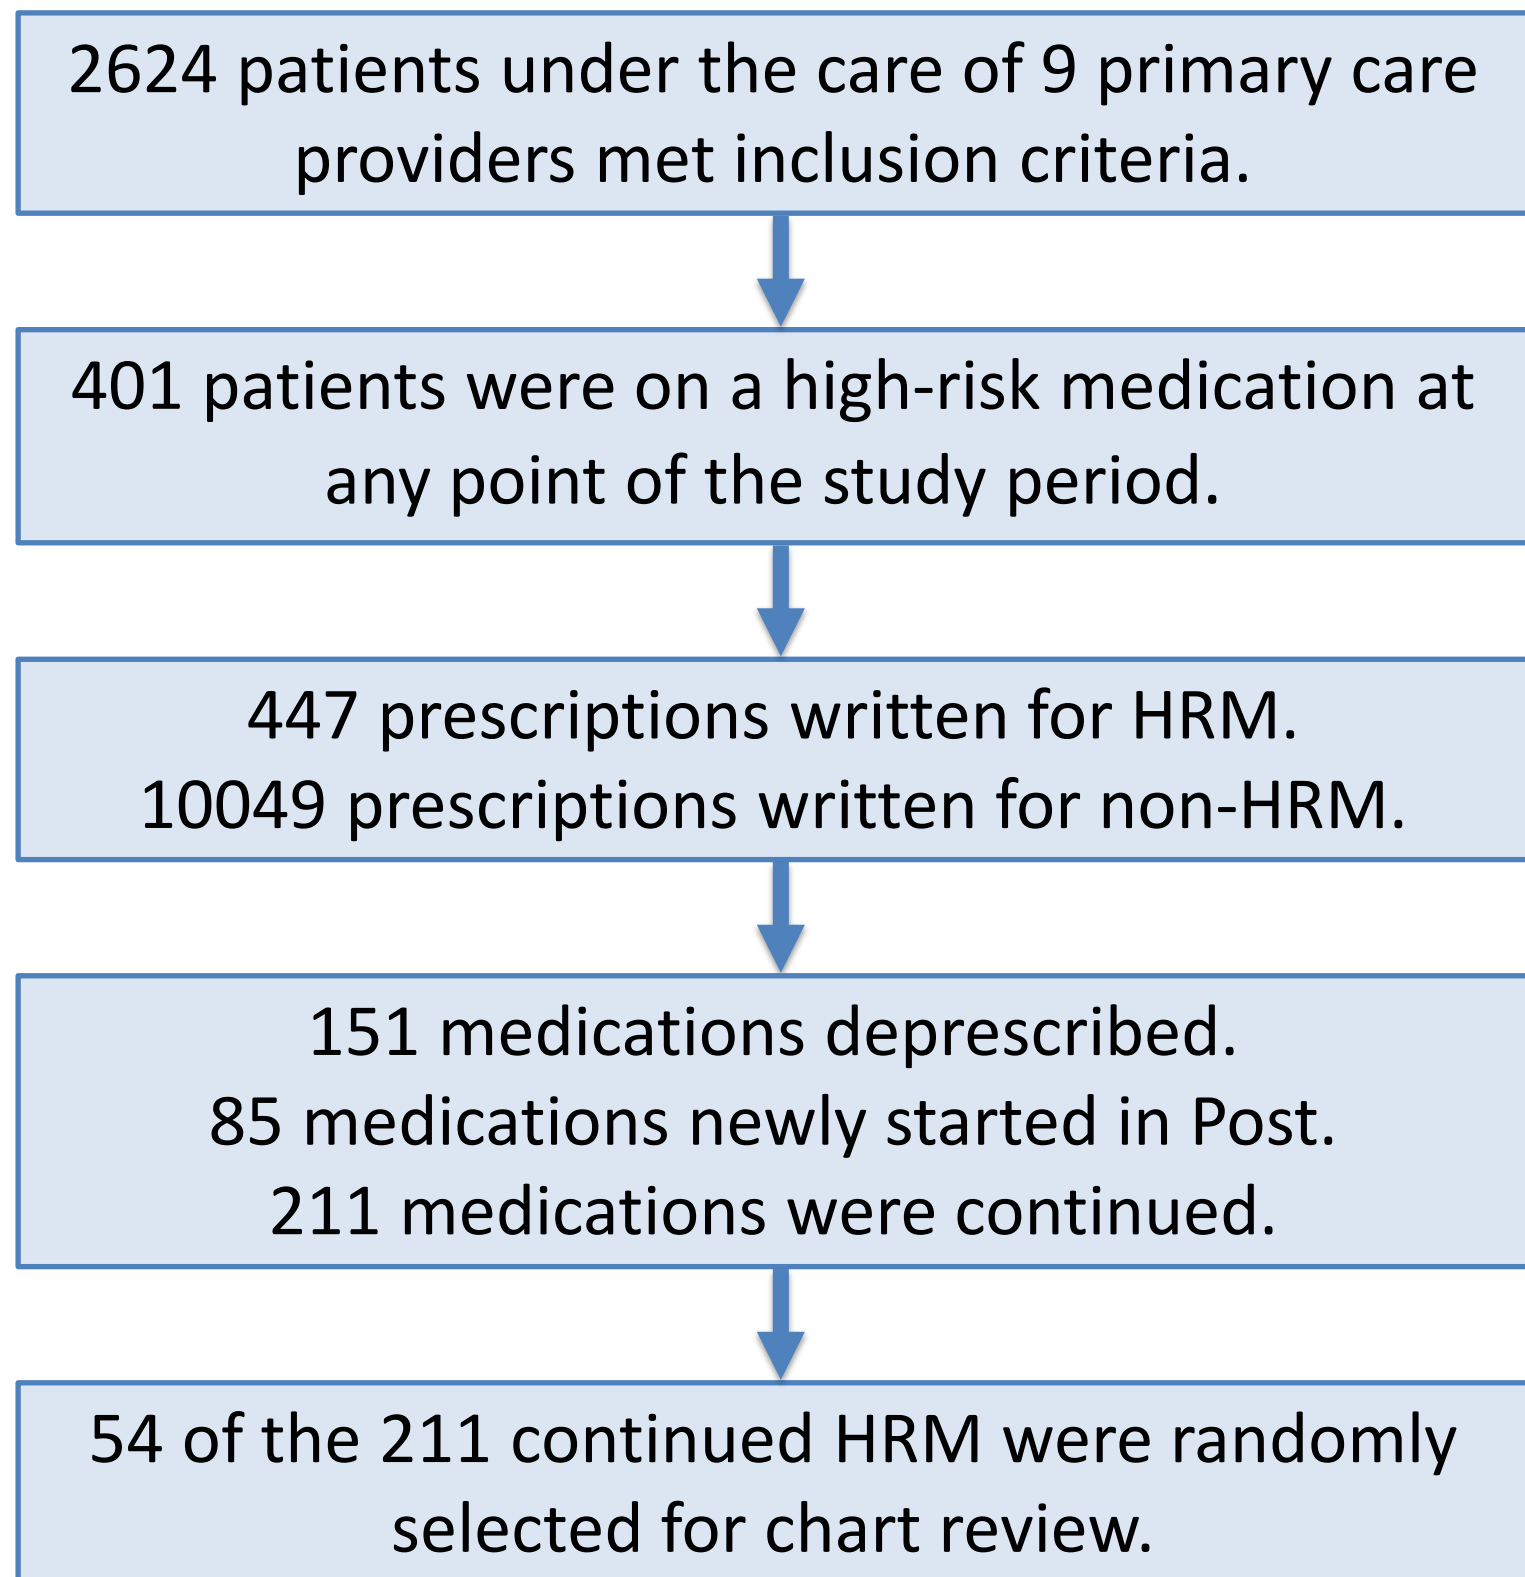 2624 patients under the care of 9 primary care
providers met inclusion criteria.
401 patients were on a high-risk medication at
any point of the study period.
447 prescriptions written for HRM.
10049 prescriptions written for non-HRM.
151 medications deprescribed.
85 medications newly started in Post.
211 medications were continued.
54 of the 211 continued HRM were randomly
selected for chart review.